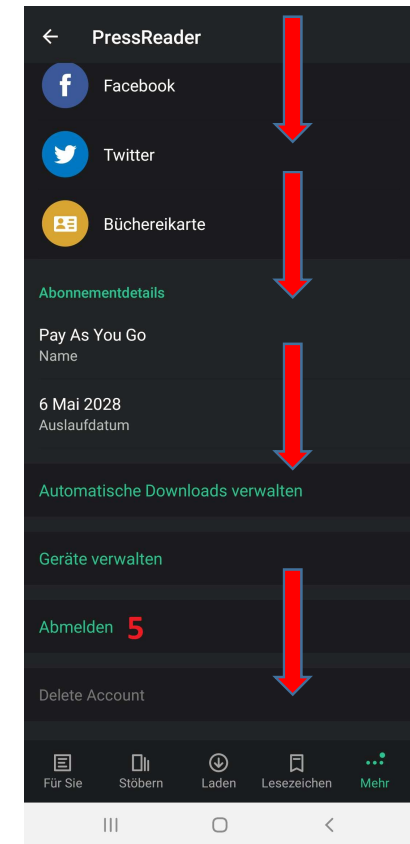 PressReader
Facebook
Twitter
Büchereikarte
Abonnementdetails
Pay As You Go
Name
6 Mai 2028
Auslaufdatum
Automatische Downloads verwalten
Geräte verwalten
Abmelden 5
Delete Account
Für Sie Stöbern Laden Lesezeichen Mehr